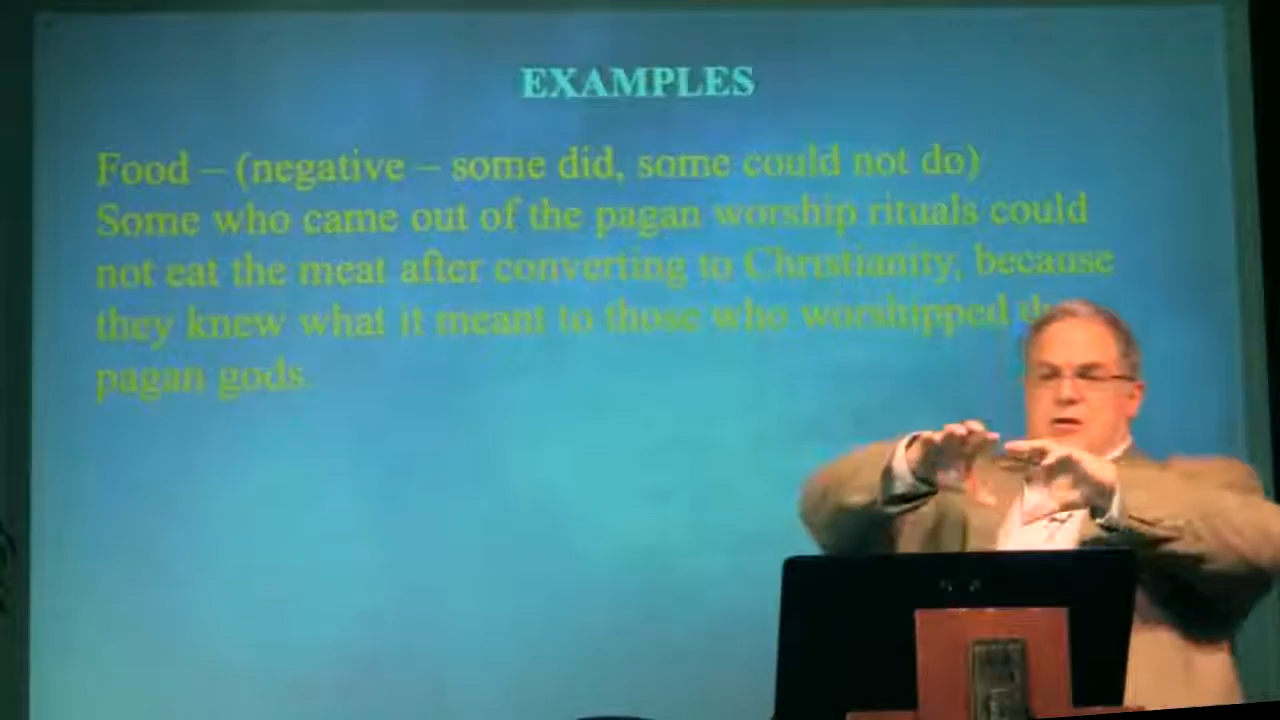 EXAMPLES
Food – (negative – some did, some could not do)
Some who came out of the pagan worship rituals could
not eat the meat after converting to Christianity, because
they knew what it meant to those who worshipped
pagan gods.